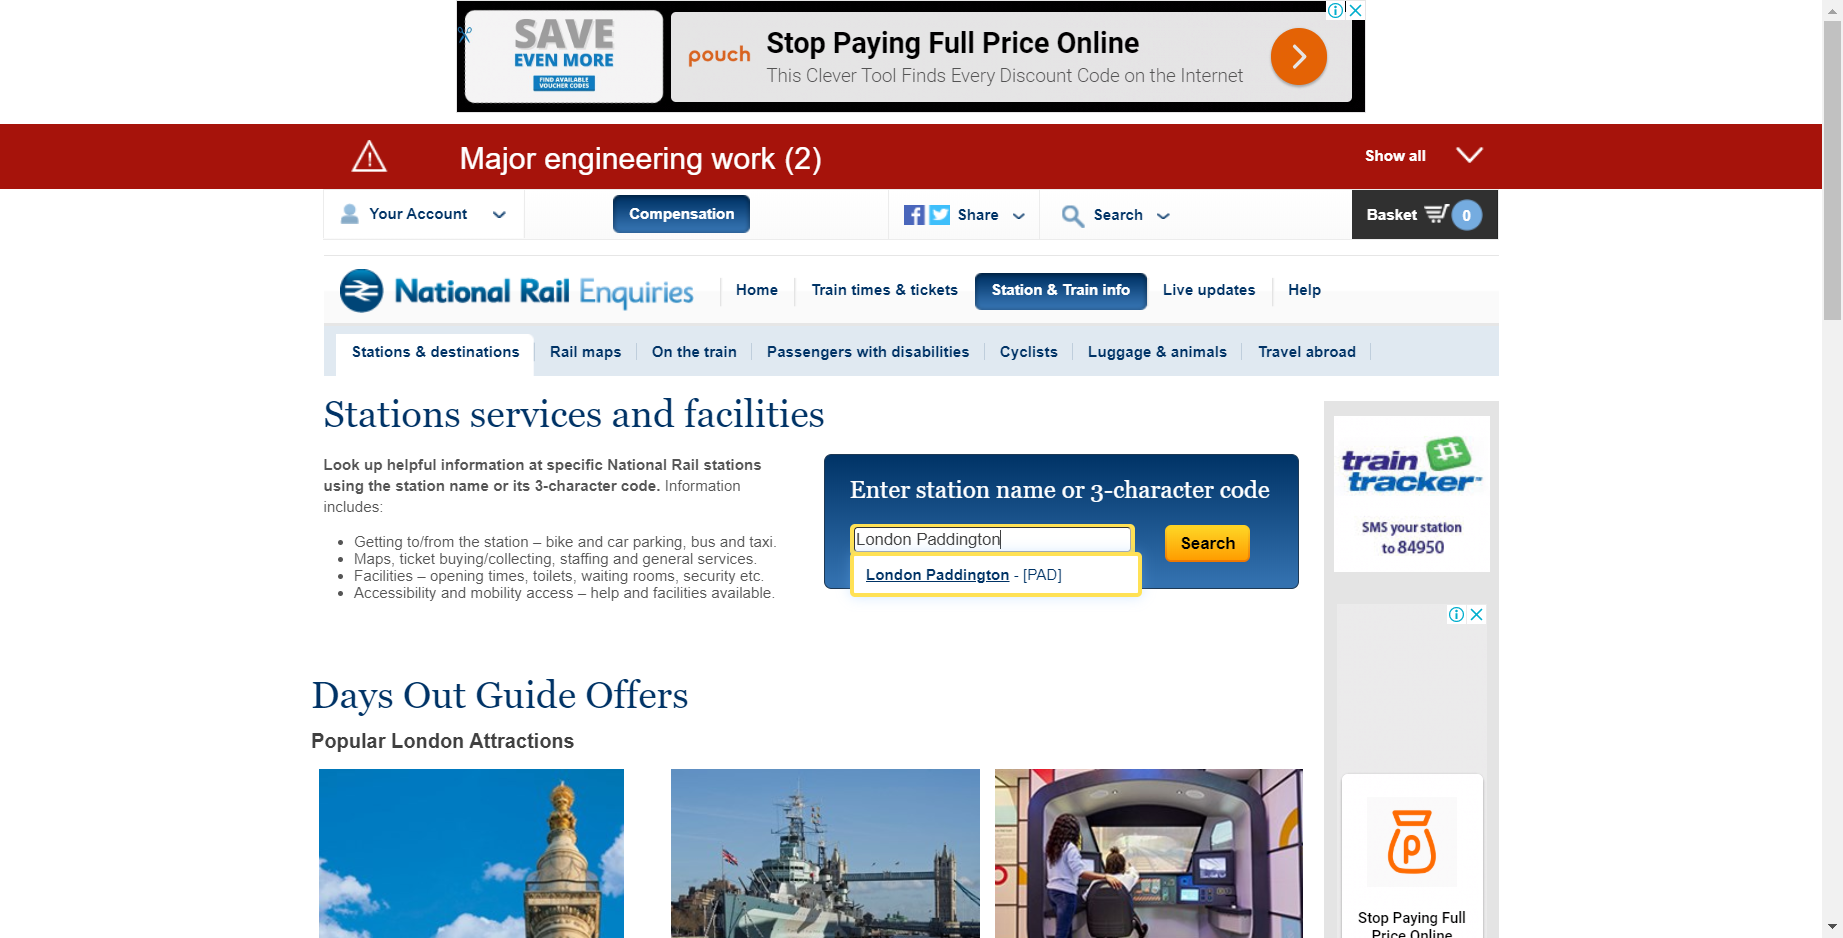 SAVE
EVEN MORE
FIND AVAILABLE
VOUCHER CODES
pouch
Stop Paying Full Price Online
This Clever Tool Finds Every Discount Code on the Internet
Major engineering work (2)
Show all
Your Account
Compensation
Share
Search
Basket
0
National Rail Enquiries
Home
Train times & tickets
Station & Train info
Live updates
Help
Stations & destinations
Rail maps
On the train
Passengers with disabilities
Cyclists
Luggage & animals
Travel abroad
Stations services and facilities
Look up helpful information at specific National Rail stations
using the station name or its 3-character code. Information
includes:
Getting to/from the station – bike and car parking, bus and taxi.
Maps, ticket buying/collecting, staffing and general services.
Facilities – opening times, toilets, waiting rooms, security etc.
Accessibility and mobility access – help and facilities available.
Enter station name or 3-character code
London Paddington
Search
London Paddington - [PAD]
train
tracker
SMS your station
to 84950
Days Out Guide Offers
Popular London Attractions
Stop Paying Full
Price Online